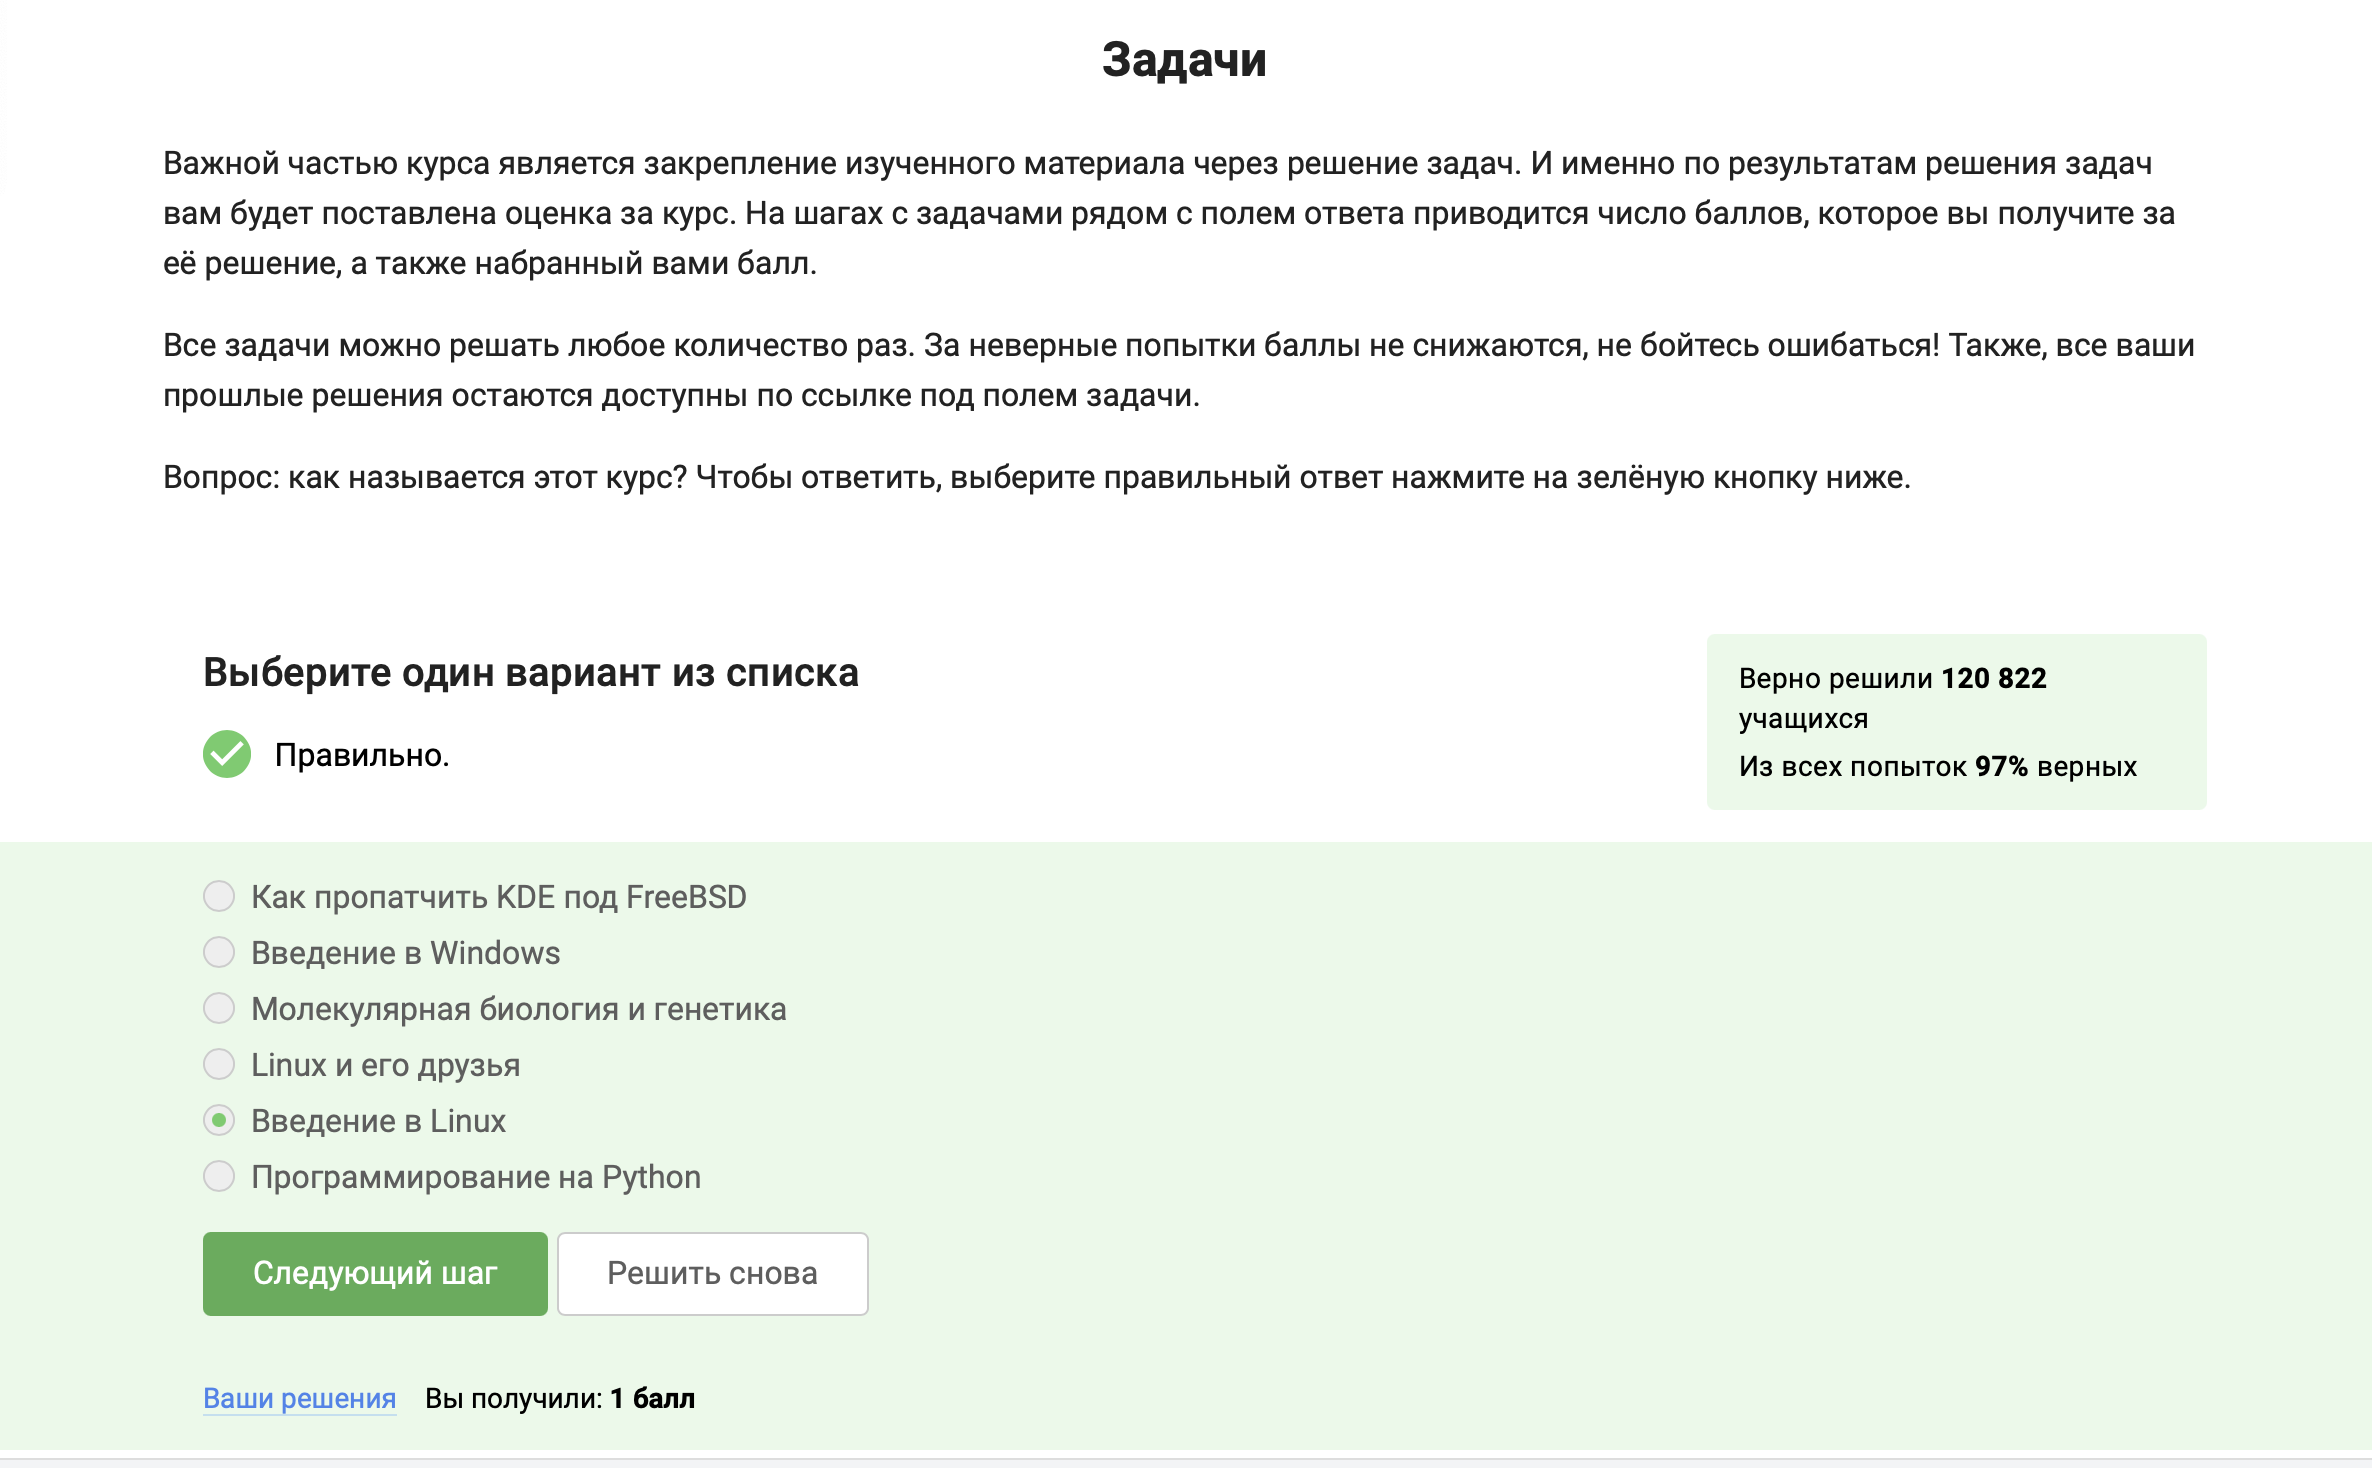 Задачи
Важной частью курса является закрепление изученного материала через решение задач. И именно по результатам решения задач
вам будет поставлена оценка за курс. На шагах с задачами рядом с полем ответа приводится число баллов, которое вы получите за
её решение, а также набранный вами балл.
Все задачи можно решать любое количество раз. За неверные попытки баллы не снижаются, не бойтесь ошибаться! Также, все ваши
прошлые решения остаются доступны по ссылке под полем задачи.
Вопрос: как называется этот курс? Чтобы ответить, выберите правильный ответ нажмите на зелёную кнопку ниже.
Выберите один вариант из списка
Правильно.
Верно решили 120 822
учащихся
Из всех попыток 97% верных
Как пропатчить KDE под FreeBSD
Введение в Windows
Молекулярная биология и генетика
Linux и его друзья
Введение в Linux
Программирование на Python
Следующий шаг
Решить снова
Ваши решения
Вы получили: 1 балл